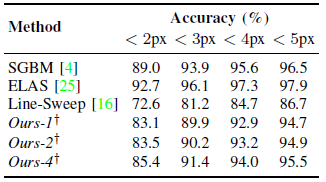 Method Accuracy (%)
< 2px < 3px < 4px < 5px
SGBM [4] 89.0 93.9 95.6 96.5
ELAS [25] 92.7 96.1 97.3 97.9
Line-Sweep [16] 72.6 81.2 84.7 86.7
Ours-1† 83.1 89.9 92.9 94.7
Ours-2† 83.5 90.2 93.2 94.9
Ours-4† 85.4 91.4 94.0 95.5